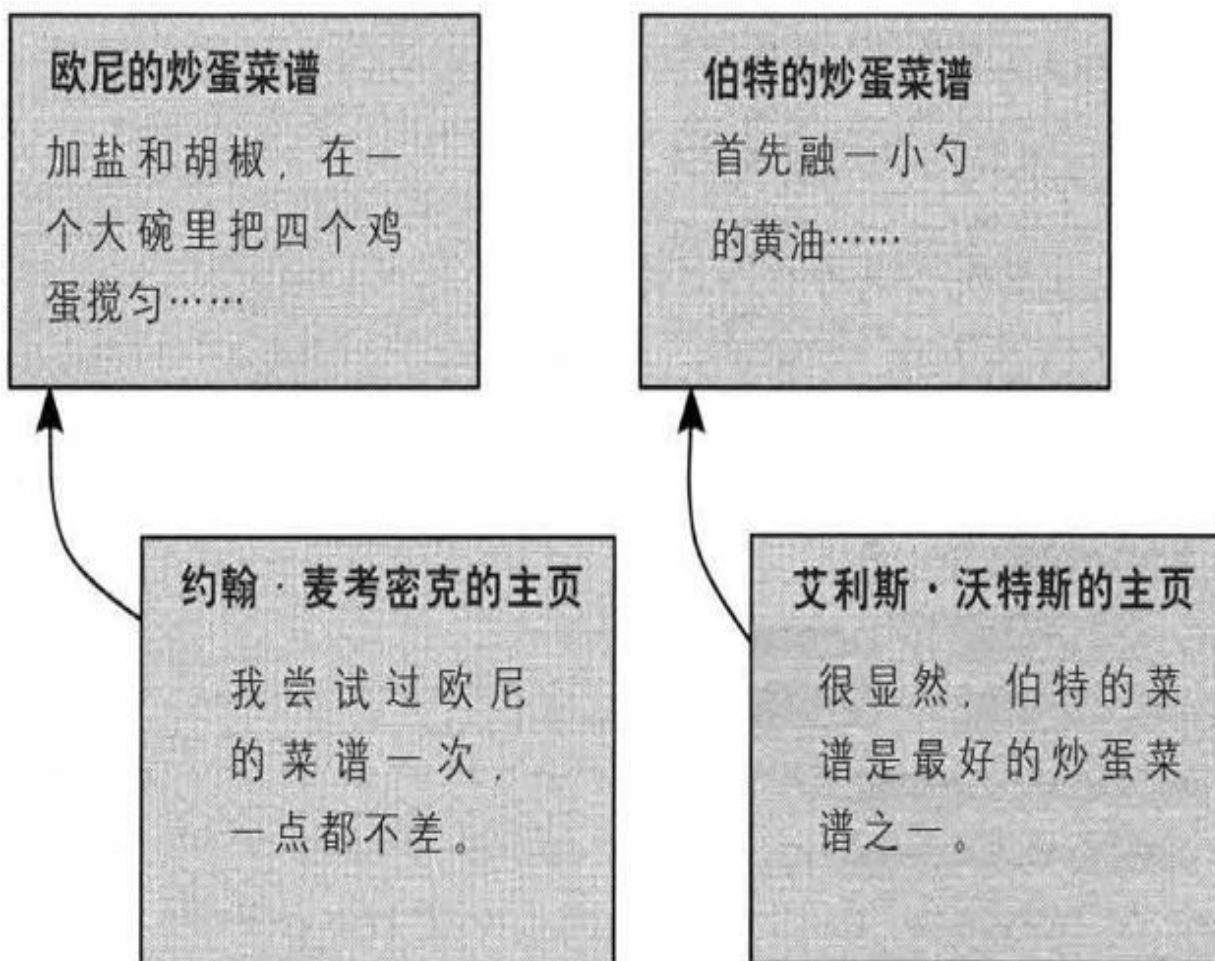 欧尼的炒蛋菜谱
加盐和胡椒，在一
个大碗里把四个鸡
蛋搅匀……
伯特的炒蛋菜谱
首先融一小勺
的黄油……
约翰·麦考密克的主页
我尝试过欧尼
的菜谱一次，
一点都不差。
艾利斯·沃特斯的主页
很显然，伯特的菜
谱是最好的炒蛋菜
谱之一。